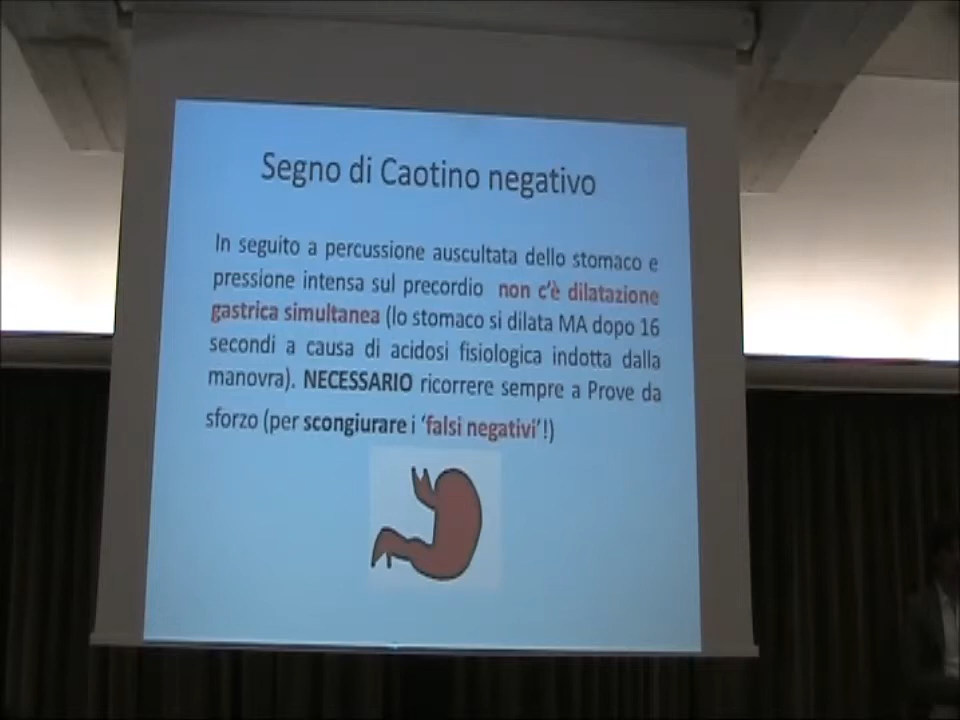 Segno di Caotino negativo
In seguito a percussione auscultata dello stomaco e
pressione intensa sul precordio non c'è dilatazione
gastrica simultanea (lo stomaco si dilata MA dopo 16
secondi a causa di acidosi fisiologica indotta dalla
manovra). NECESSARIO ricorrere sempre a Prove da
sforzo (per scongiurare i 'falsi negativi'!)